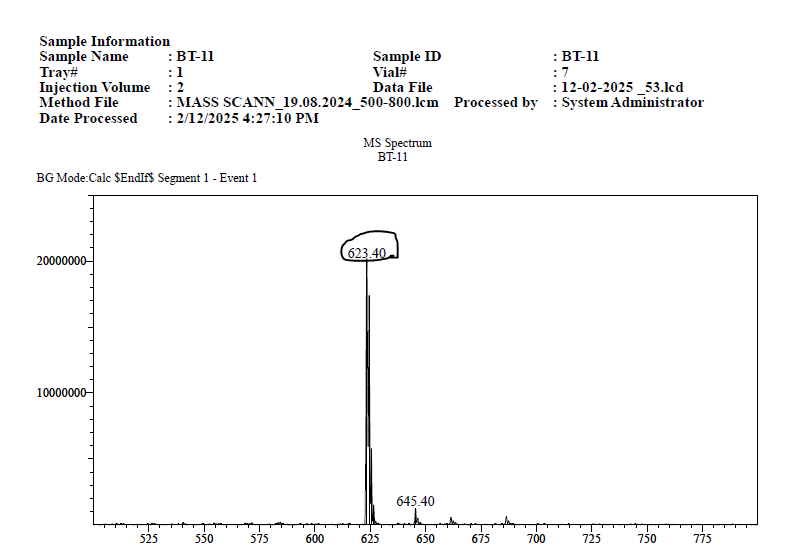 Sample Information
Sample Name : BT-11 Sample ID : BT-11
Tray# : 1 Vial# : 7
Injection Volume : 2 Data File : 12-02-2025 _53.lcd
Method File : MASS SCANN_19.08.2024_500-800.lcm Processed by : System Administrator
Date Processed : 2/12/2025 4:27:10 PM
MS Spectrum
BT-11
BG Mode:Calc $EndIf$ Segment 1 - Event 1
623.40
20000000
10000000
645.40
525 550 575 600 625 650 675 700 725 750 775